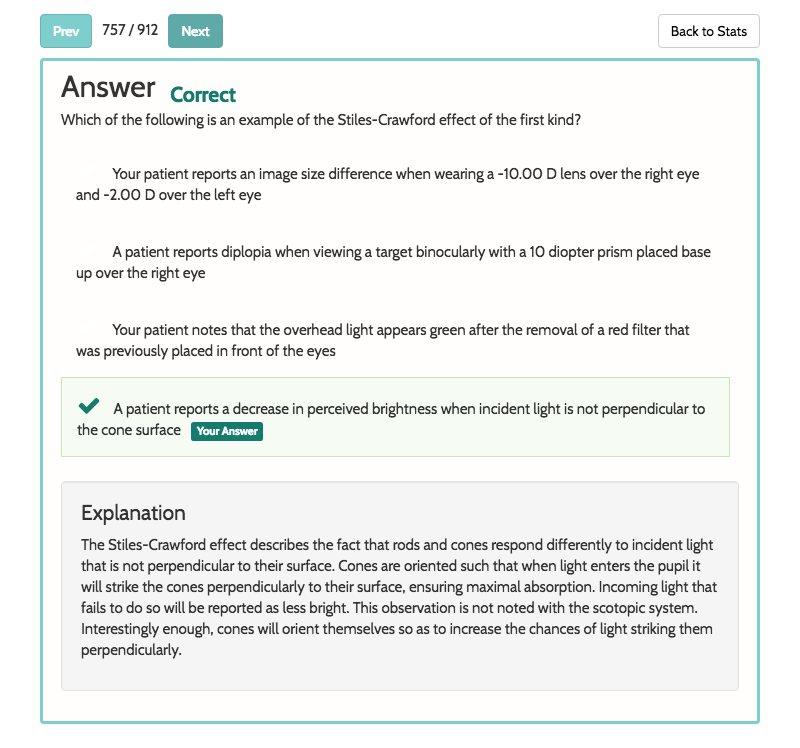 Prev 757 / 912 Next Back to Stats
Answer Correct
Which of the following is an example of the Stiles-Crawford effect of the first kind?
Your patient reports an image size difference when wearing a -10.00 D lens over the right eye
and -2.00 D over the left eye
A patient reports diplopia when viewing a target binocularly with a 10 diopter prism placed base
up over the right eye
Your patient notes that the overhead light appears green after the removal of a red filter that
was previously placed in front of the eyes
A patient reports a decrease in perceived brightness when incident light is not perpendicular to
the cone surface Your Answer
Explanation
The Stiles-Crawford effect describes the fact that rods and cones respond differently to incident light
that is not perpendicular to their surface. Cones are oriented such that when light enters the pupil it
will strike the cones perpendicularly to their surface, ensuring maximal absorption. Incoming light that
fails to do so will be reported as less bright. This observation is not noted with the scotopic system.
Interestingly enough, cones will orient themselves so as to increase the chances of light striking them
perpendicularly.